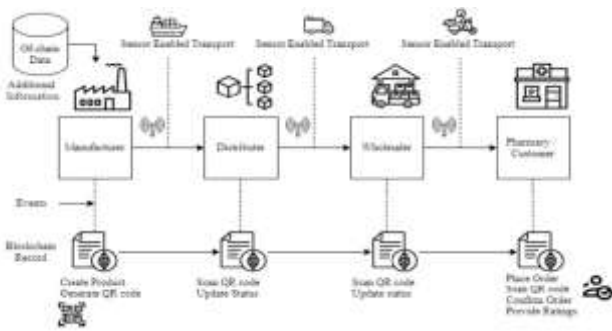 Off-chain
Data
Additional
Information
Sensor Enabled Transport
Sensor Enabled Transport
Sensor Enabled Transport
Manufacturer
Distributer
Wholesaler
Pharmacy
Customer
Events
Blockchain
Record
Create Product
Generate QR code
Scan QR code
Update Status
Scan QR code
Update status
Place Order
Scan QR code
Confirm Order
Provide Ratings